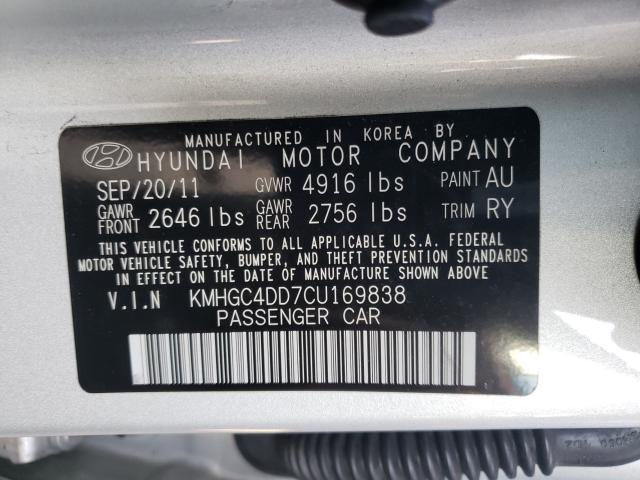 MANUFACTURED IN KOREA BY
HYUNDAI MOTOR COMPANY
SEP/20/11 GVWR 4916 lbs PAINT AU
GAWR FRONT 2646 lbs GAWR REAR 2756 lbs TRIM RY
THIS VEHICLE CONFORMS TO ALL APPLICABLE U.S.A. FEDERAL
MOTOR VEHICLE SAFETY, BUMPER, AND THEFT PREVENTION STANDARDS
IN EFFECT ON THE DATE OF MANUFACTURE SHOWN ABOVE.
V.I.N KMHGC4DD7CU169838
PASSENGER CAR